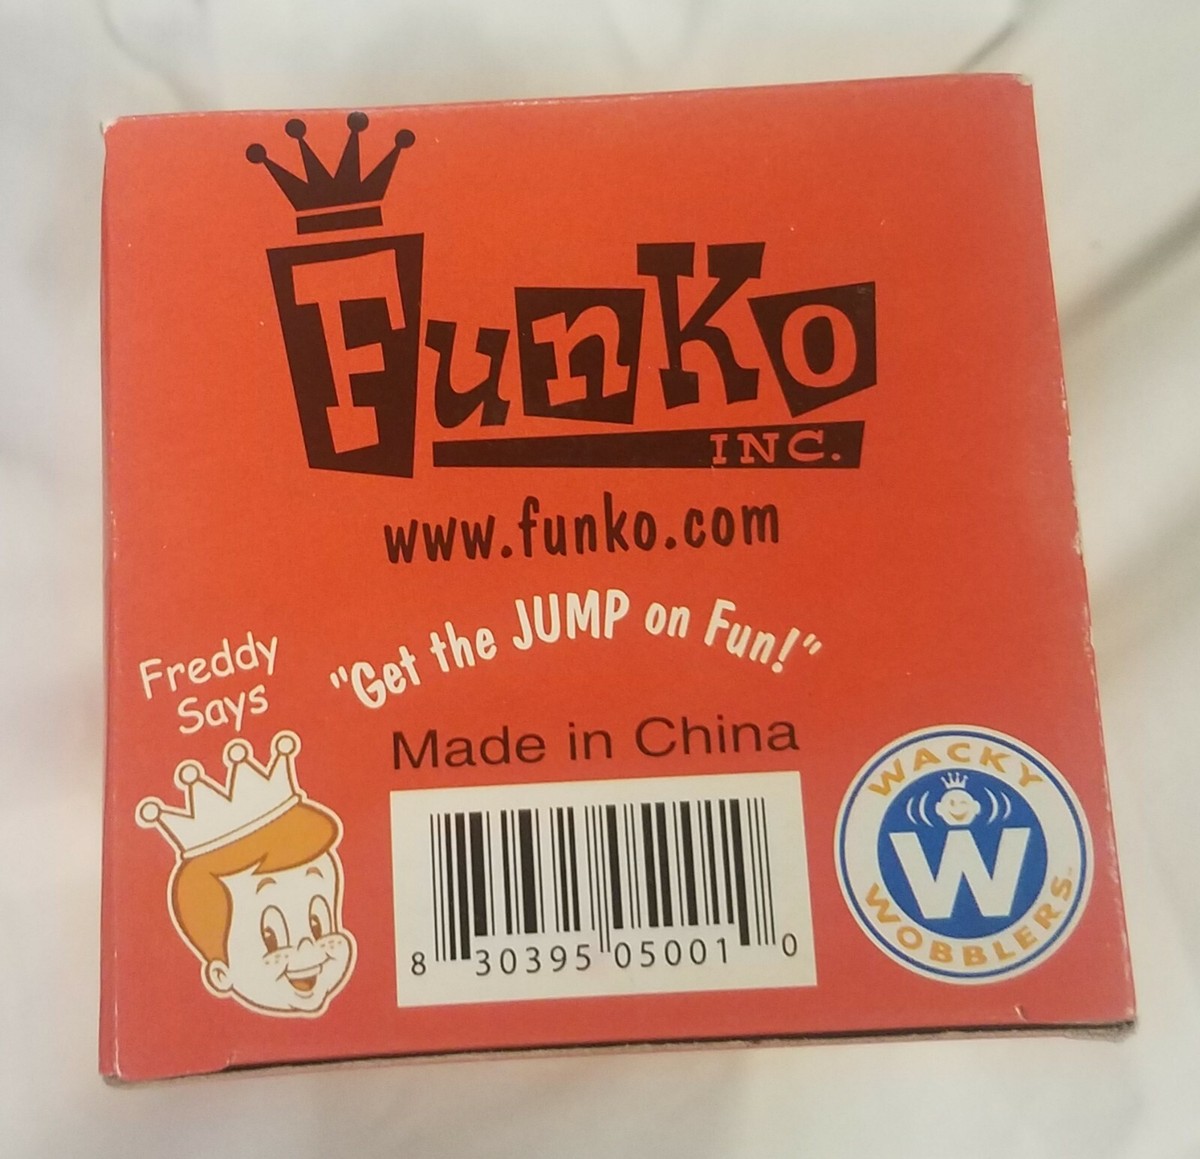 Funko
INC.
www.funko.com
Freddy
Says
"Get the JUMP on Fun!"
Made in China
8 30395 05001 0
WACKY
W
WOBBLERS™